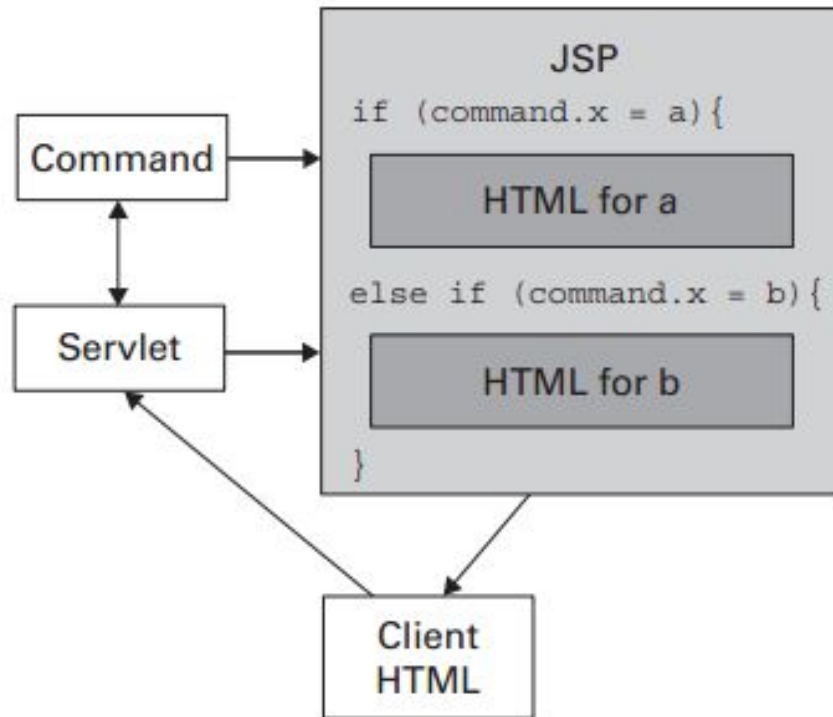 JSP
if (command.x = a){
Command
HTML for a
else if (command.x = b){
Servlet
HTML for b
}
Client
HTML